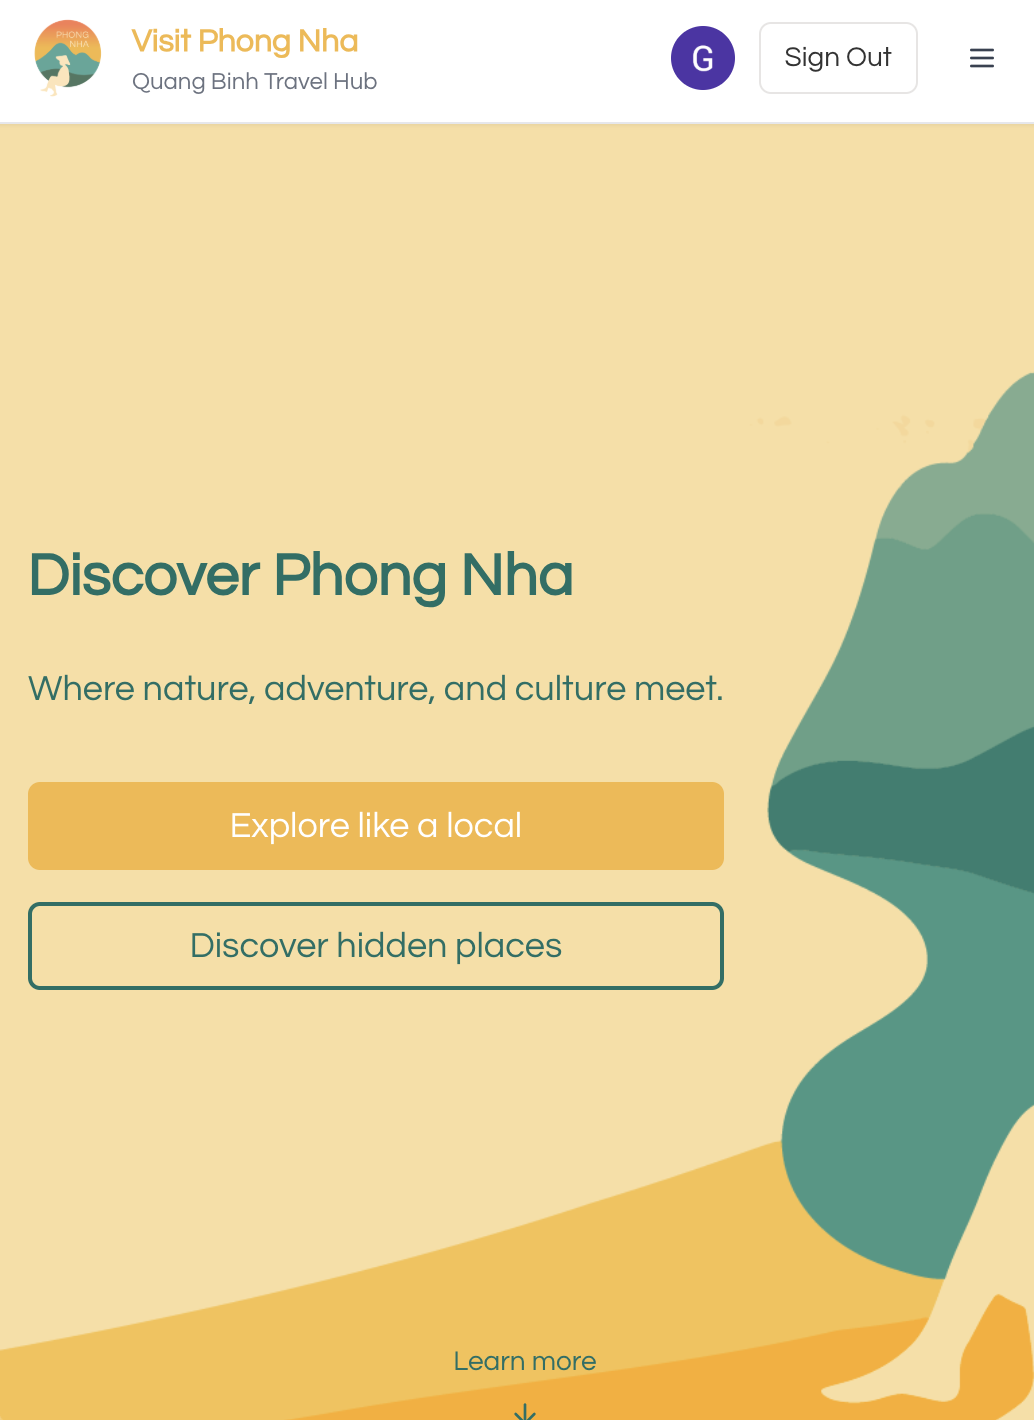 PHONG
NHA
Visit Phong Nha
Quang Binh Travel Hub
G
Sign Out
Discover Phong Nha
Where nature, adventure, and culture meet.
Explore like a local
Discover hidden places
Learn more